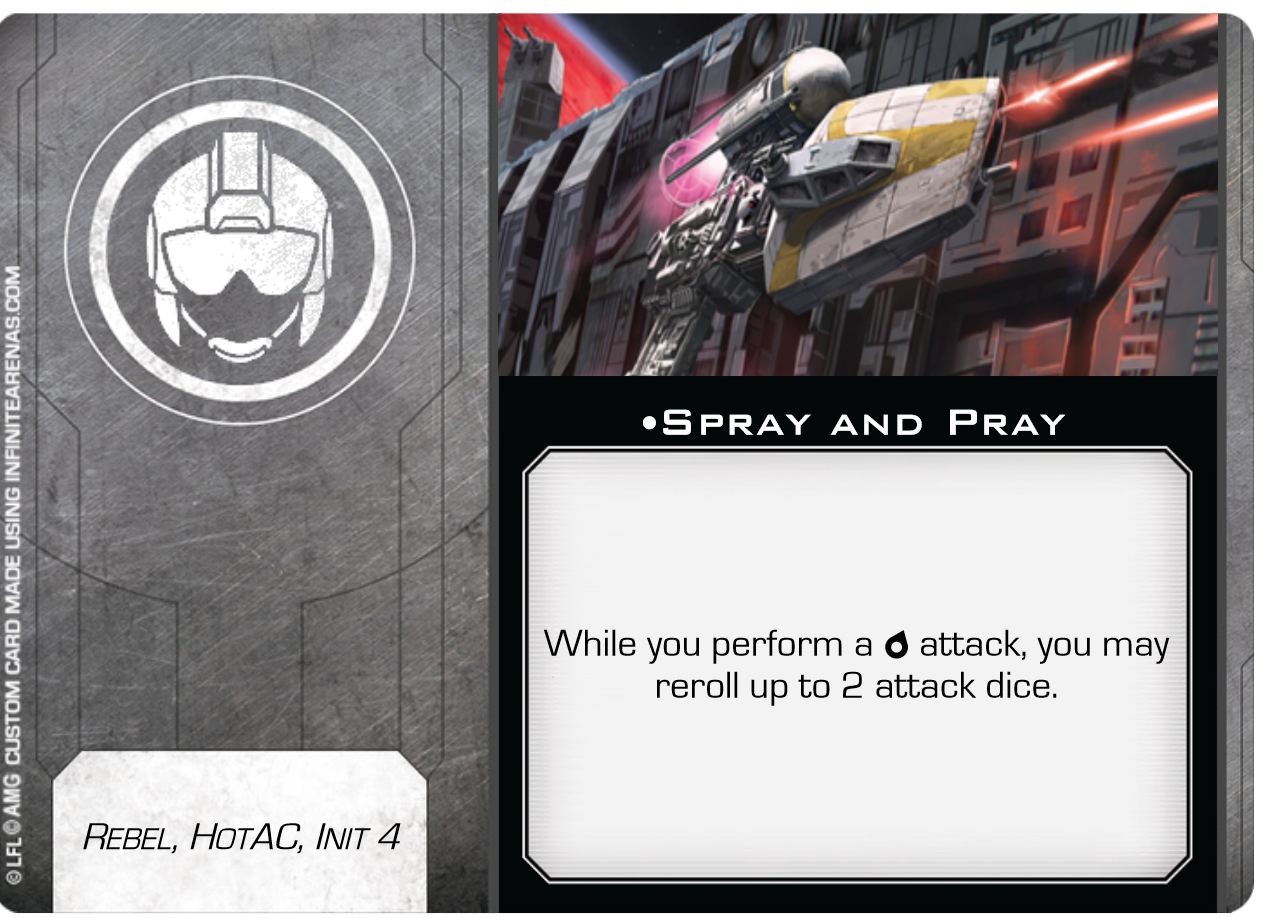 •Spray and Pray
While you perform a attack, you may
reroll up to 2 attack dice.
Rebel, HotAC, Init 4
©LFL ©AMG CUSTOM CARD MADE USING INFINITEARENAS.COM